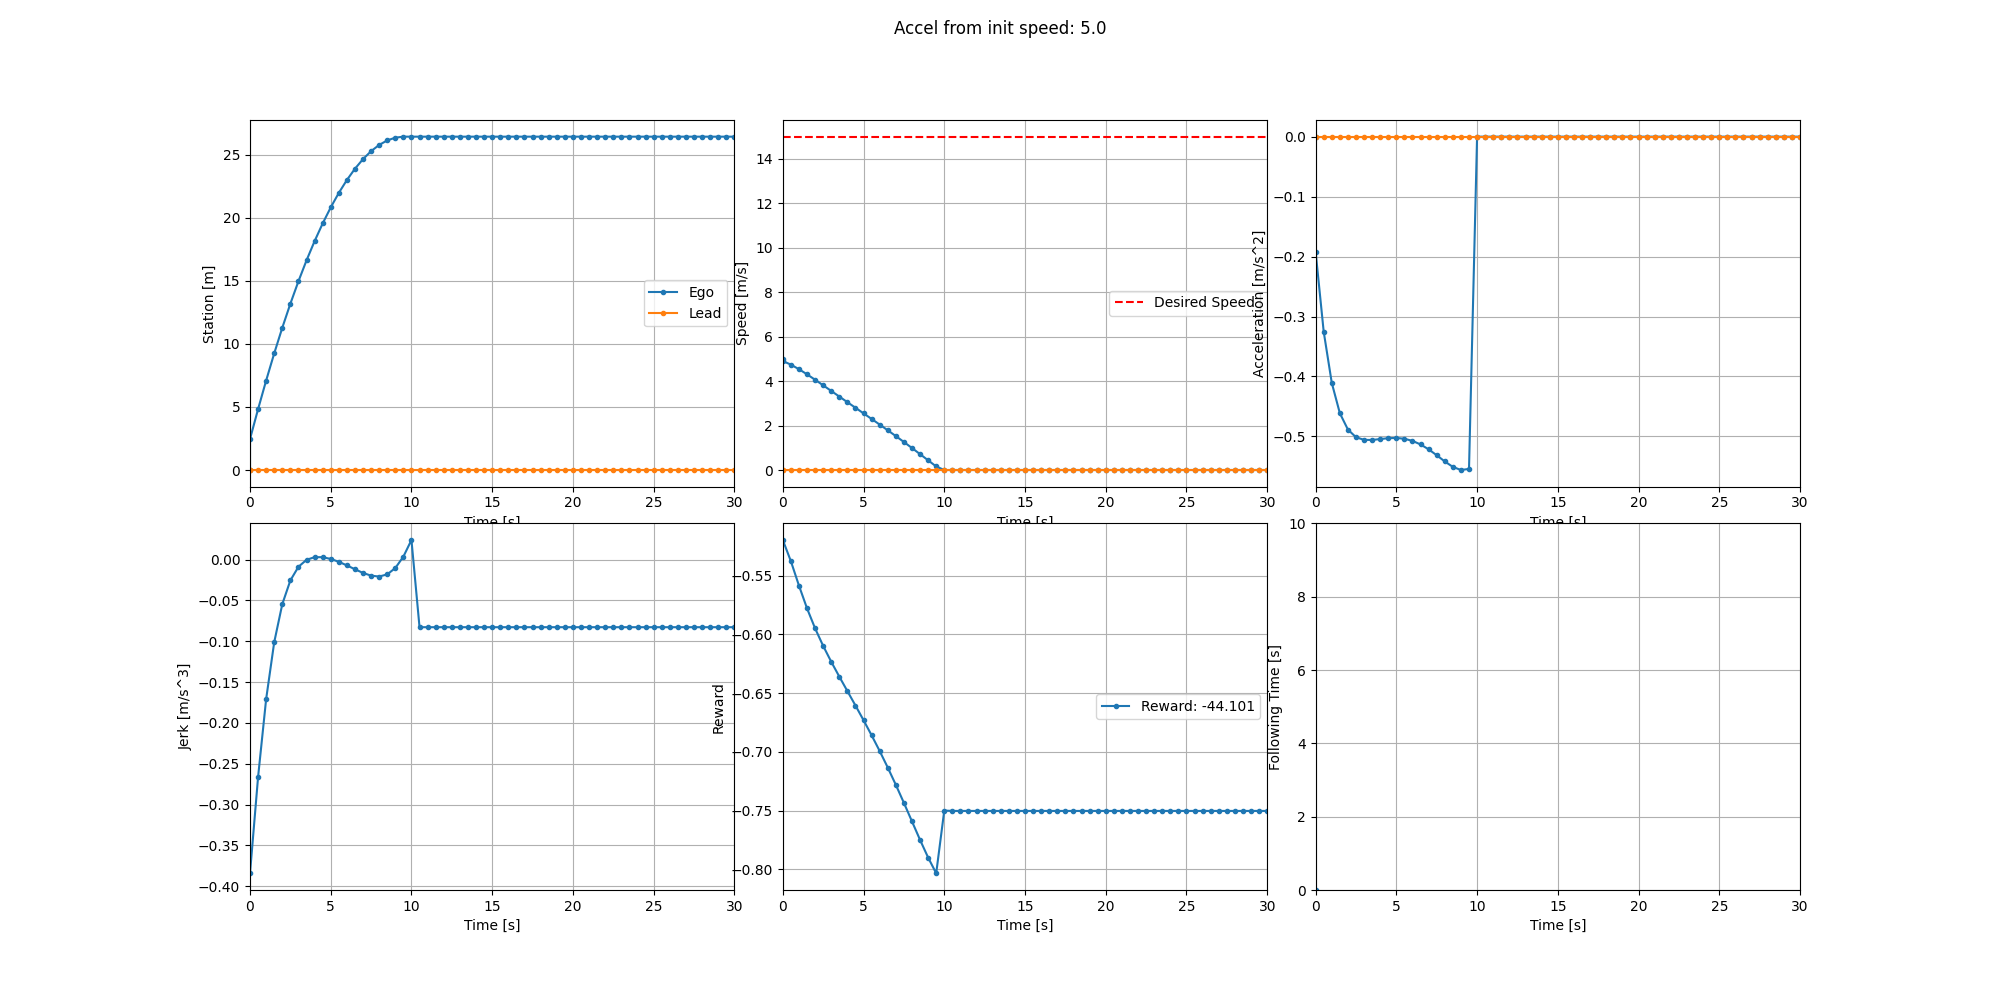 Accel from init speed: 5.0
Station [m]
25
20
15
10
5
0
Ego
Lead
0 5 10 15 20 25 30
Time [s]
Speed [m/s]
14
12
10
8
6
4
2
0
Desired Speed
0 5 10 15 20 25 30
Time [s]
Acceleration [m/s^2]
0.0
−0.1
−0.2
−0.3
−0.4
−0.5
0 5 10 15 20 25 30
Time [s]
Jerk [m/s^3]
0.00
−0.05
−0.10
−0.15
−0.20
−0.25
−0.30
−0.35
−0.40
0 5 10 15 20 25 30
Time [s]
Reward
−0.55
−0.60
−0.65
−0.70
−0.75
−0.80
Reward: -44.101
0 5 10 15 20 25 30
Time [s]
Following Time [s]
10
8
6
4
2
0
0 5 10 15 20 25 30
Time [s]